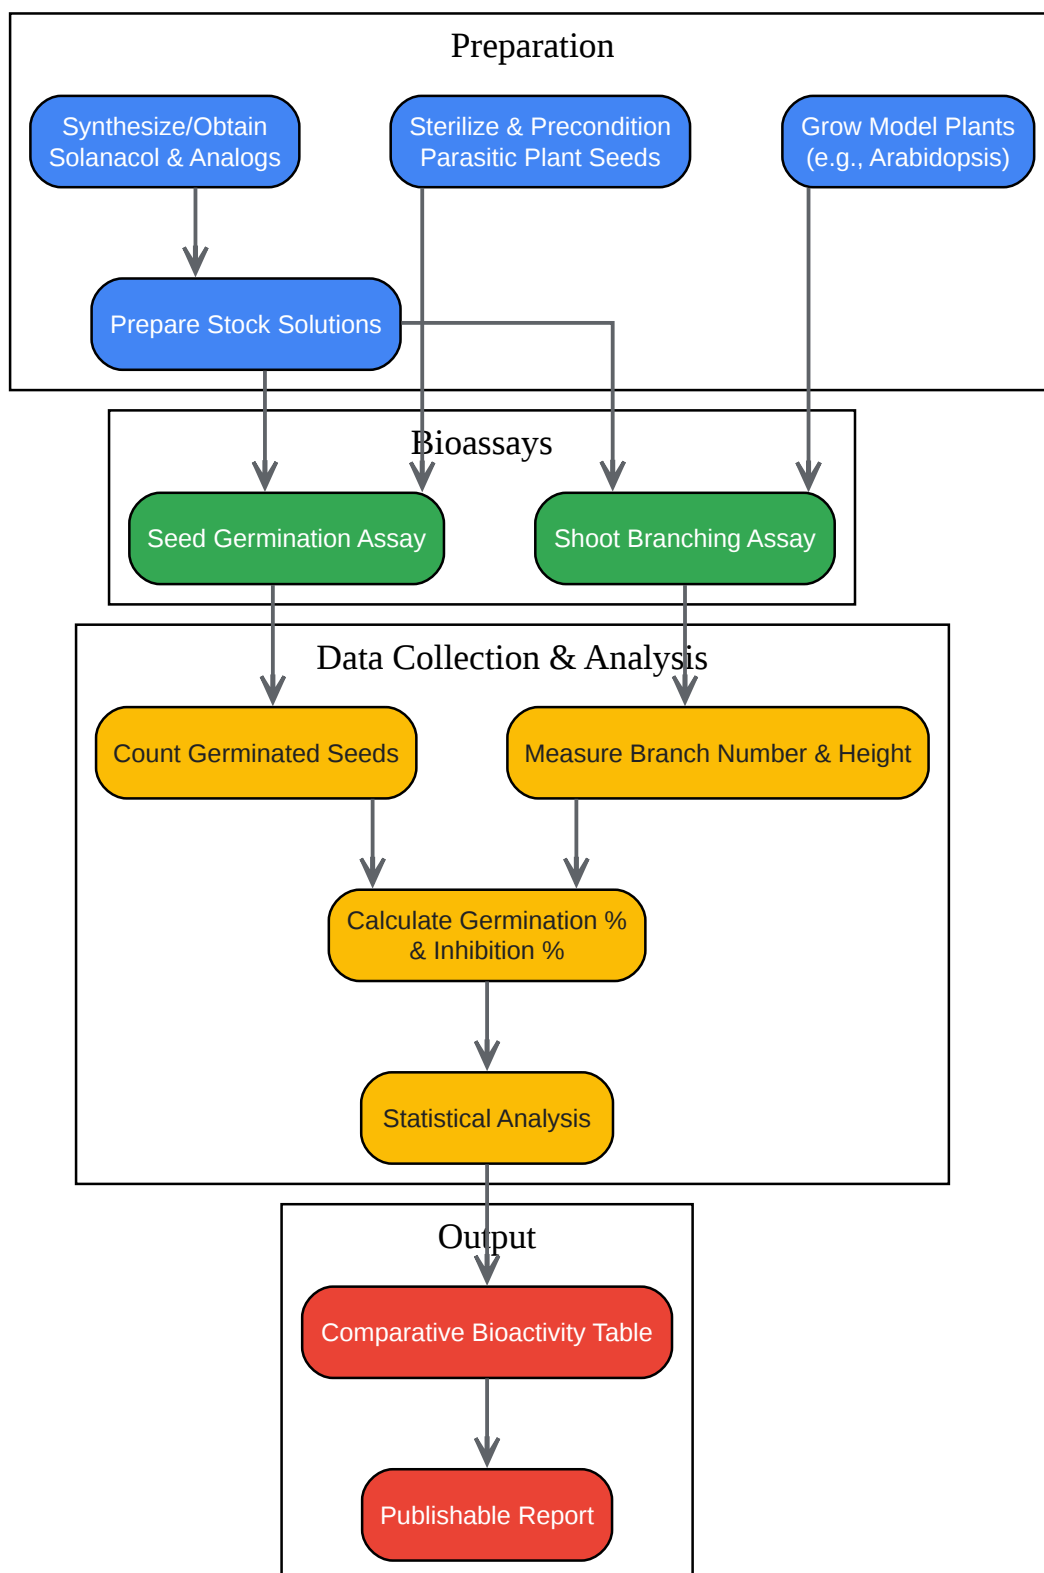 Preparation
Synthesize/Obtain
Solanacol & Analogs
Sterilize & Precondition
Parasitic Plant Seeds
Grow Model Plants
(e.g., Arabidopsis)
Prepare Stock Solutions
Bioassays
Seed Germination Assay
Shoot Branching Assay
Data Collection & Analysis
Count Germinated Seeds
Measure Branch Number & Height
Calculate Germination %
& Inhibition %
Statistical Analysis
Output
Comparative Bioactivity Table
Publishable Report